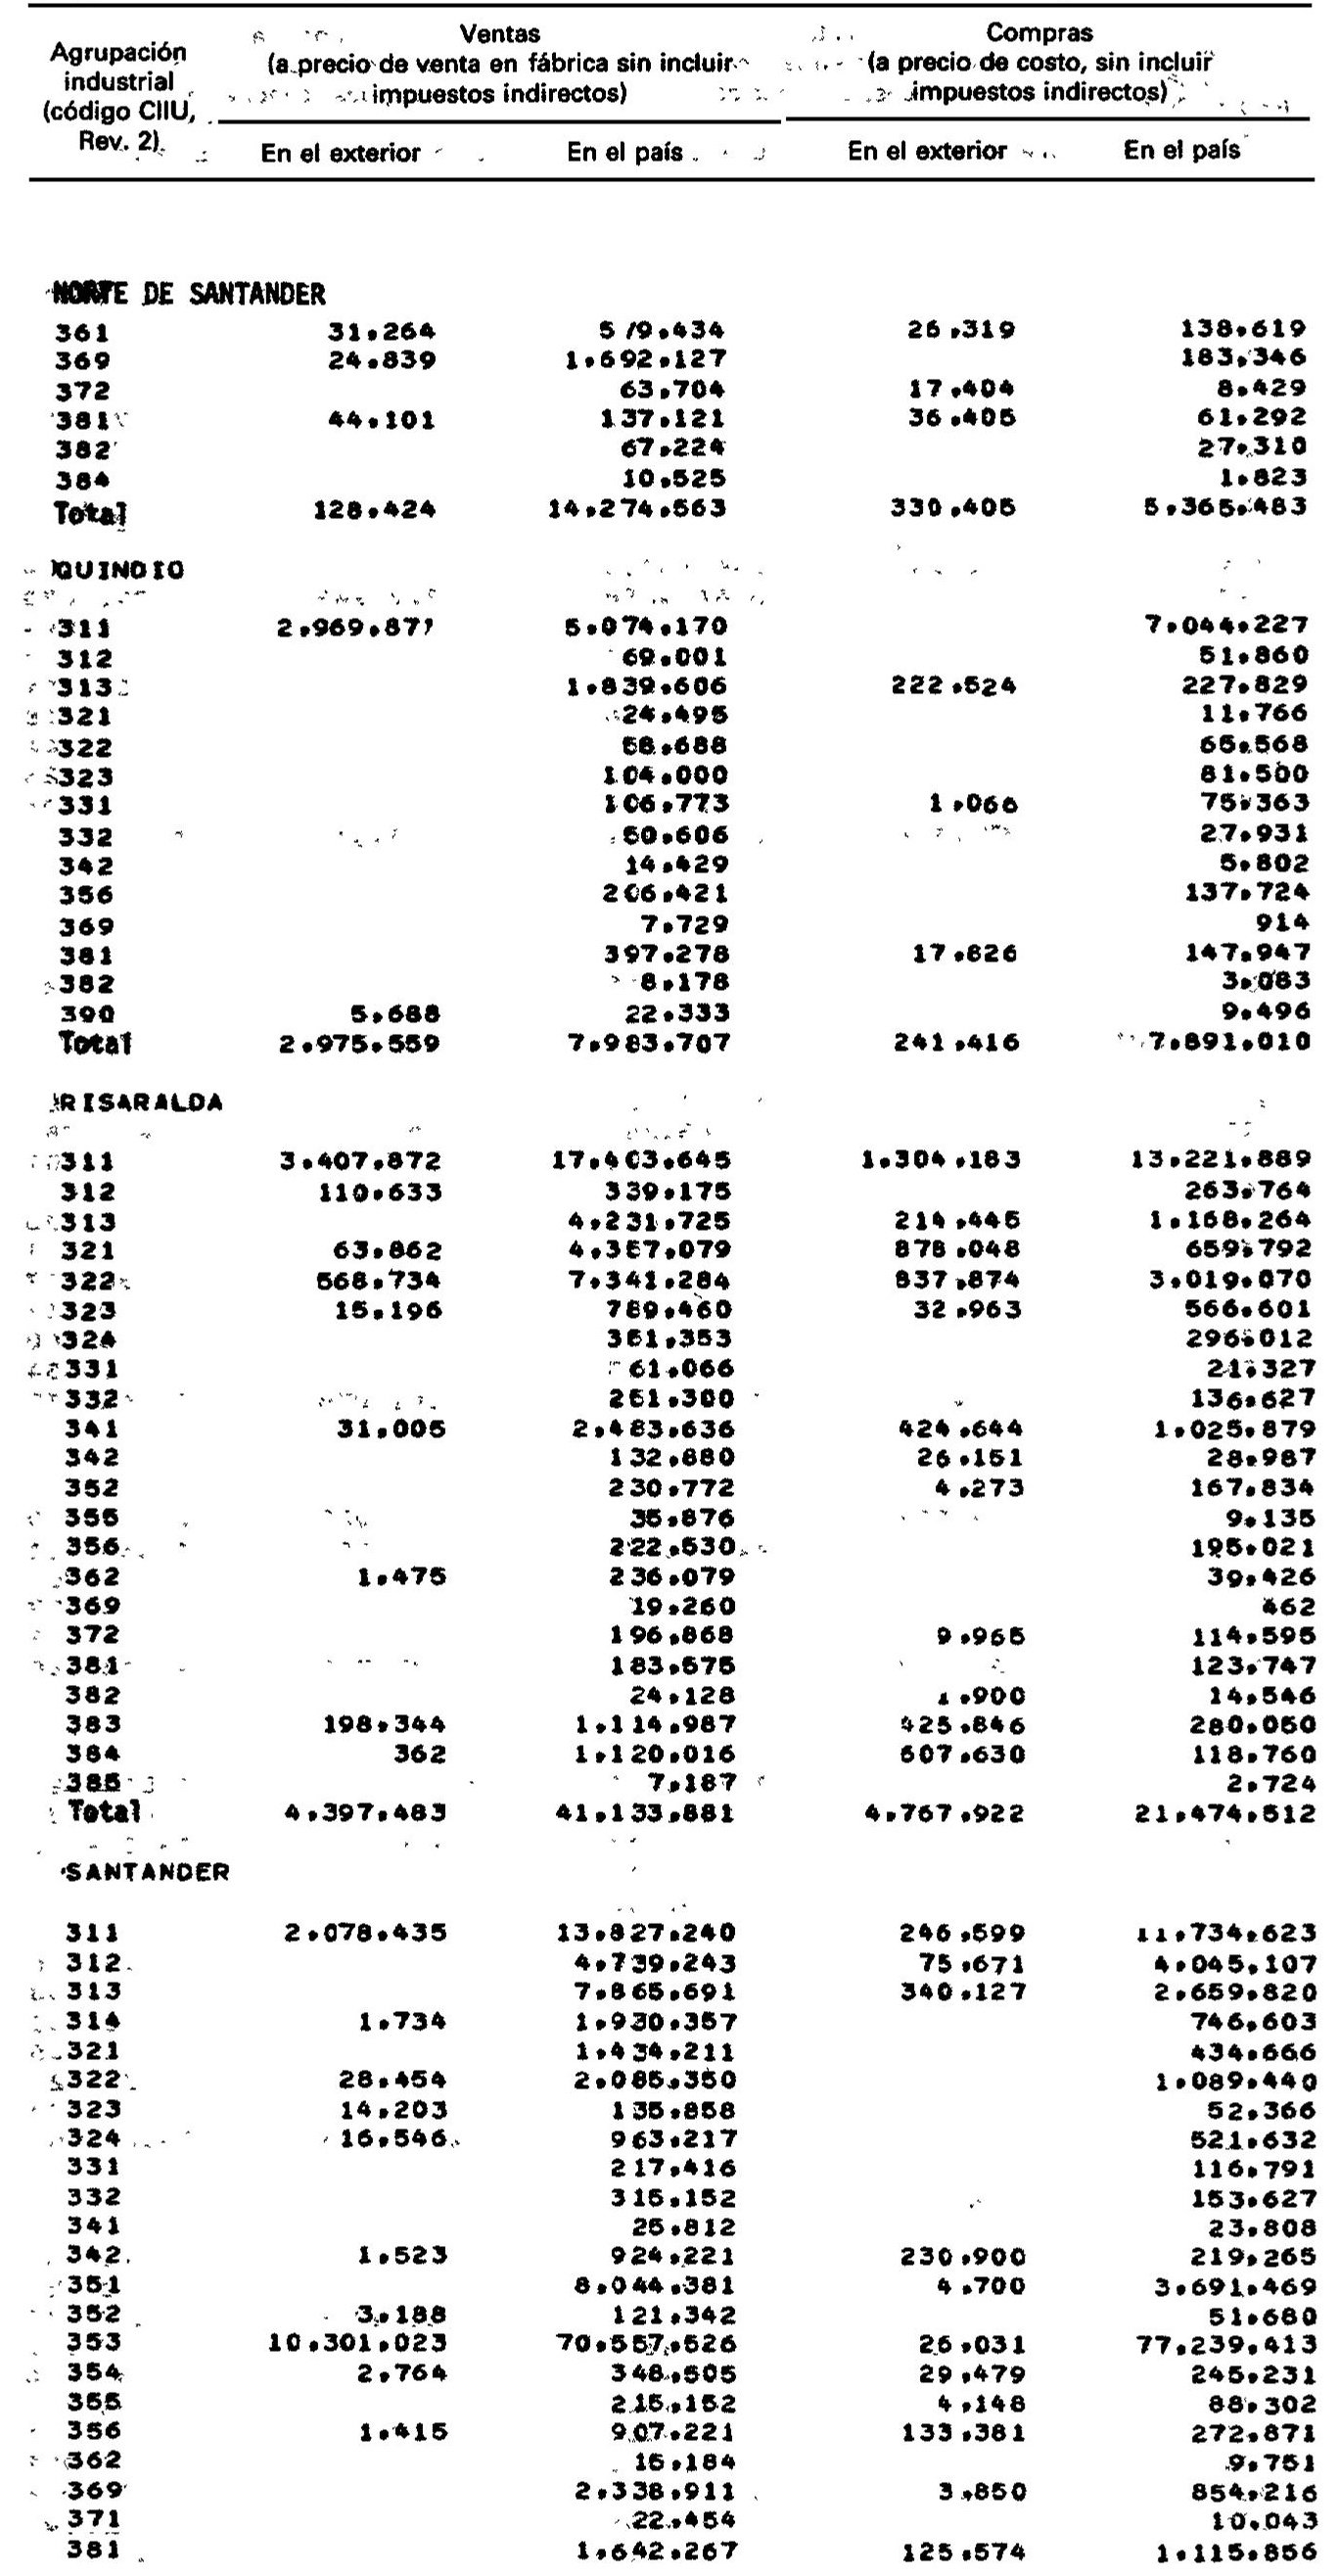 Agrupación industrial (código CIIU, Rev. 2)
Ventas (a precio de venta en fábrica sin incluir impuestos indirectos)
Compras (a precio de costo, sin incluir impuestos indirectos)
En el exterior En el país En el exterior En el país
NORTE DE SANTANDER
361 31.264 579.434 26.319 138.619
369 24.839 1.692.127 183.346
372 63.704 17.404 8.429
381 44.101 137.121 36.405 61.292
382 67.224 27.310
384 10.525 1.823
Total 128.424 14.274.563 330.405 5.365.483
QUINDIO
311 2.969.871 5.074.170 7.044.227
312 69.001 51.860
313 1.839.606 222.524 227.829
321 24.495 11.766
322 58.688 65.568
323 104.000 81.500
331 106.773 1.066 75.363
332 50.606 27.931
342 14.429 5.802
356 206.421 137.724
369 7.729 914
381 397.278 17.826 147.947
382 8.178 3.083
390 5.688 22.333 9.496
Total 2.975.559 7.983.707 241.416 7.891.010
RISARALDA
311 3.407.872 17.403.645 1.304.183 13.221.889
312 110.633 339.175 263.764
313 4.231.725 214.445 1.168.264
321 63.862 4.357.079 878.048 659.792
322 568.734 7.341.284 837.874 3.019.070
323 15.196 789.460 32.963 566.601
324 361.353 296.012
331 61.066 21.327
332 261.300 136.627
341 31.005 2.483.636 424.644 1.025.879
342 132.880 26.151 28.987
352 230.772 4.273 167.834
355 35.876 9.135
356 222.530 195.021
362 1.475 236.079 39.426
369 19.260 462
372 196.868 9.965 114.595
381 183.575 123.747
382 24.128 1.900 14.546
383 198.344 1.114.987 425.846 280.050
384 362 1.120.016 607.630 118.760
385 7.187 2.724
Total 4.397.483 41.133.881 4.767.922 21.474.512
SANTANDER
311 2.078.435 13.827.240 246.599 11.734.623
312 4.739.243 75.671 4.045.107
313 7.865.691 340.127 2.659.820
314 1.734 1.930.357 746.603
321 1.434.211 434.666
322 28.454 2.085.350 1.089.440
323 14.203 135.858 52.366
324 16.546 963.217 521.632
331 217.416 116.791
332 315.152 153.627
341 25.812 23.808
342 1.523 924.221 230.900 219.265
351 8.044.381 4.700 3.691.469
352 3.188 121.342 51.680
353 10.301.023 70.557.526 26.031 77.239.413
354 2.764 348.505 29.479 245.231
355 215.152 4.148 88.302
356 1.415 907.221 133.381 272.871
362 15.184 9.751
369 2.338.911 3.850 854.216
371 22.454 10.043
381 1.642.267 125.574 1.115.856